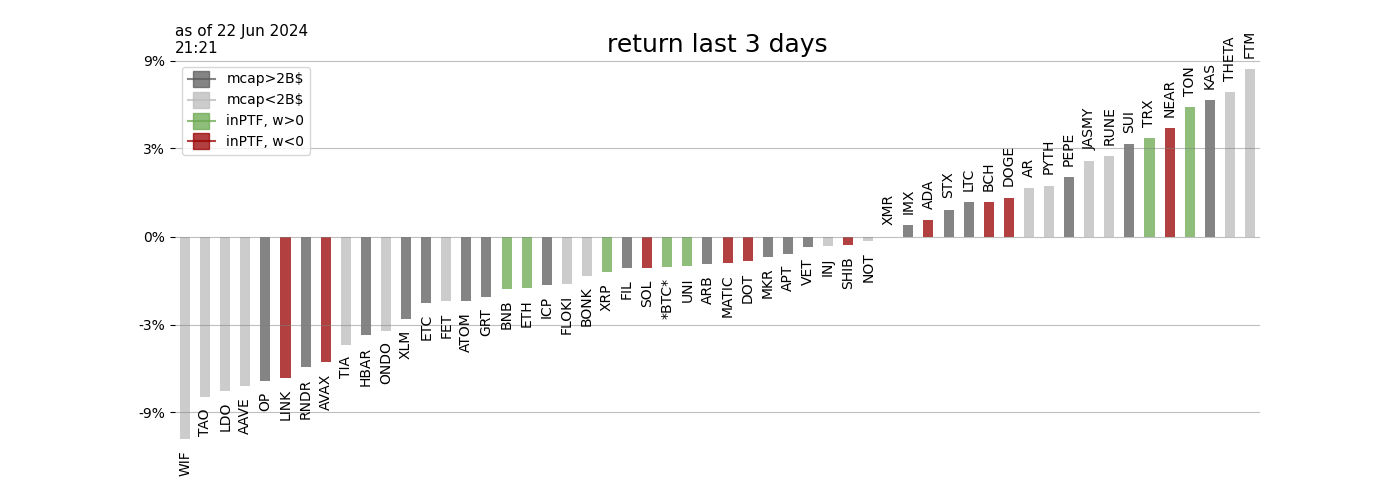 as of 22 Jun 2024
21:21
return last 3 days
mcap>2B$
mcap<2B$
inPTF, w>0
inPTF, w<0
9%
3%
0%
-3%
-9%
WIF
TAO
LDO
AAVE
OP
LINK
RNDR
AVAX
TIA
HBAR
ONDO
XLM
ETC
FET
ATOM
GRT
BNB
ETH
ICP
FLOKI
BONK
XRP
FIL
SOL
*BTC*
UNI
ARB
MATIC
DOT
MKR
APT
VET
INJ
SHIB
NOT
XMR
IMX
ADA
STX
LTC
BCH
DOGE
AR
PYTH
PEPE
JASMY
RUNE
SUI
TRX
NEAR
TON
KAS
THETA
FTM